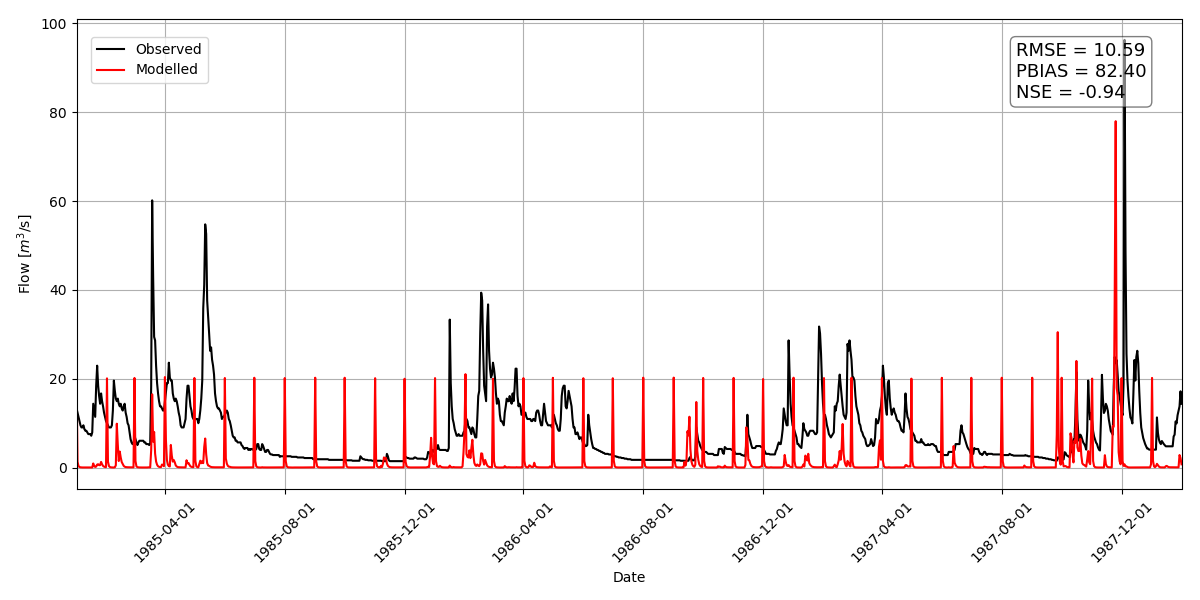 100
80
60
40
20
0
Flow [m³/s]
Observed
Modelled
RMSE = 10.59
PBIAS = 82.40
NSE = -0.94
1985-04-01
1985-08-01
1985-12-01
1986-04-01
1986-08-01
1986-12-01
1987-04-01
1987-08-01
1987-12-01
Date